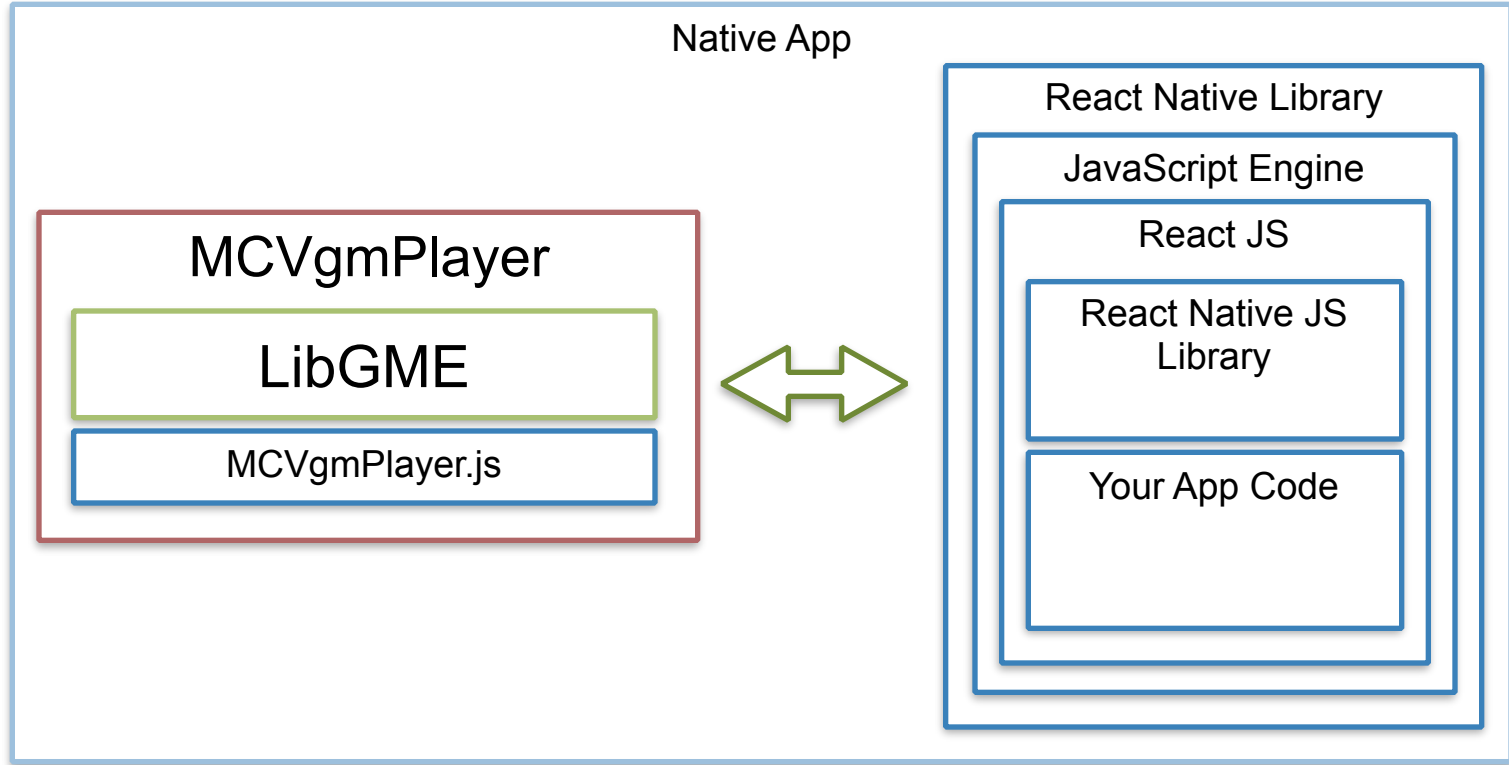 Native App
MCVgmPlayer
LibGME
MCVgmPlayer.js
React Native Library
JavaScript Engine
React JS
React Native JS
Library
Your App Code